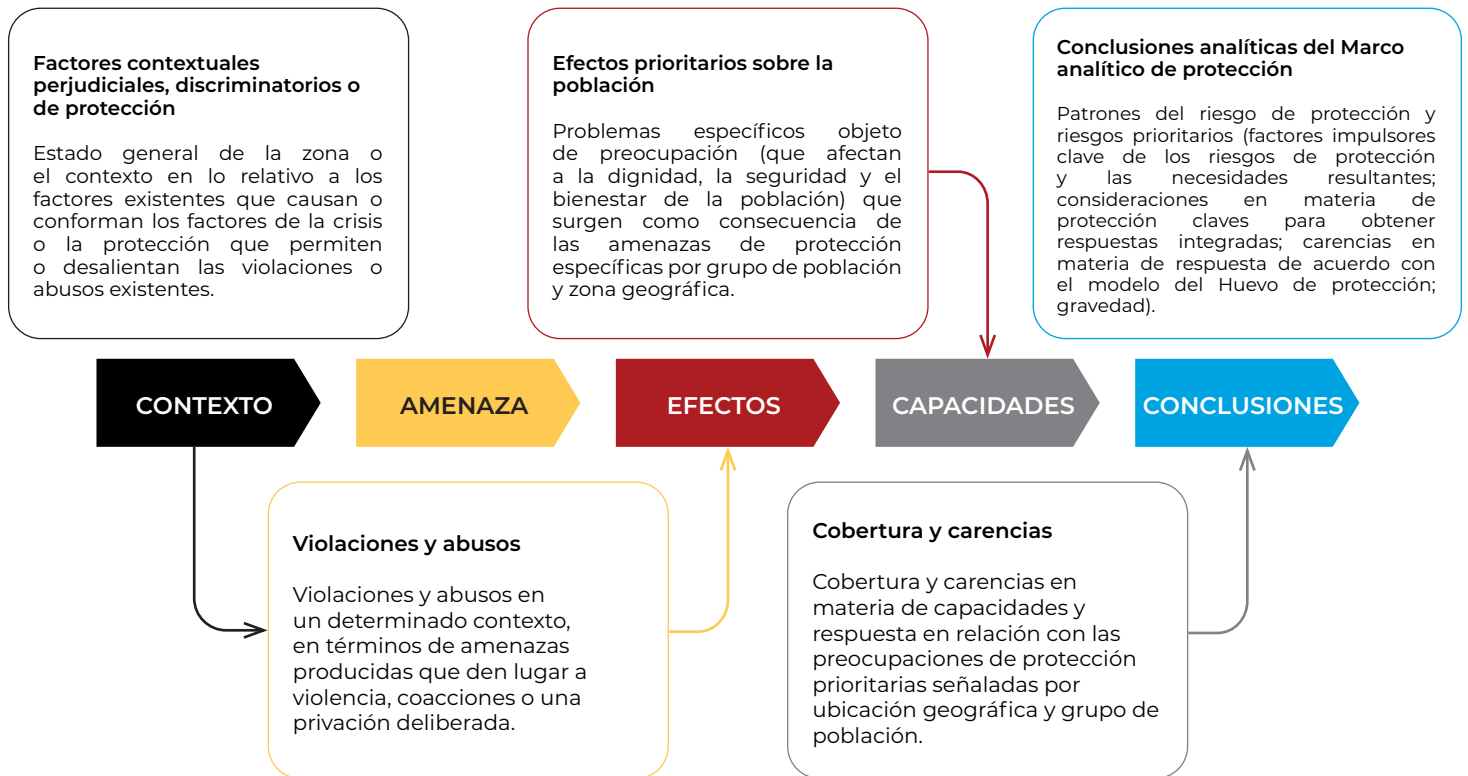 Factores contextuales
perjudiciales, discriminatorios o
de protección
Estado general de la zona o
el contexto en lo relativo a los
factores existentes que causan o
conforman los factores de la crisis
o la protección que permiten
o desalientan las violaciones o
abusos existentes.
Efectos prioritarios sobre la
población
Problemas específicos objeto
de preocupación (que afectan
a la dignidad, la seguridad y el
bienestar de la población) que
surgen como consecuencia de
las amenazas de protección
específicas por grupo de población
y zona geográfica.
Conclusiones analíticas del Marco
analítico de protección
Patrones del riesgo de protección y
riesgos prioritarios (factores impulsores
clave de los riesgos de protección
y las necesidades resultantes;
consideraciones en materia de
protección claves para obtener
respuestas integradas; carencias en
materia de respuesta de acuerdo con
el modelo del Huevo de protección;
gravedad).
CONTEXTO
AMENAZA
EFECTOS
CAPACIDADES
CONCLUSIONES
Violaciones y abusos
Violaciones y abusos en
un determinado contexto,
en términos de amenazas
producidas que den lugar a
violencia, coacciones o una
privación deliberada.
Cobertura y carencias
Cobertura y carencias en
materia de capacidades y
respuesta en relación con las
preocupaciones de protección
prioritarias señaladas por
ubicación geográfica y grupo de
población.